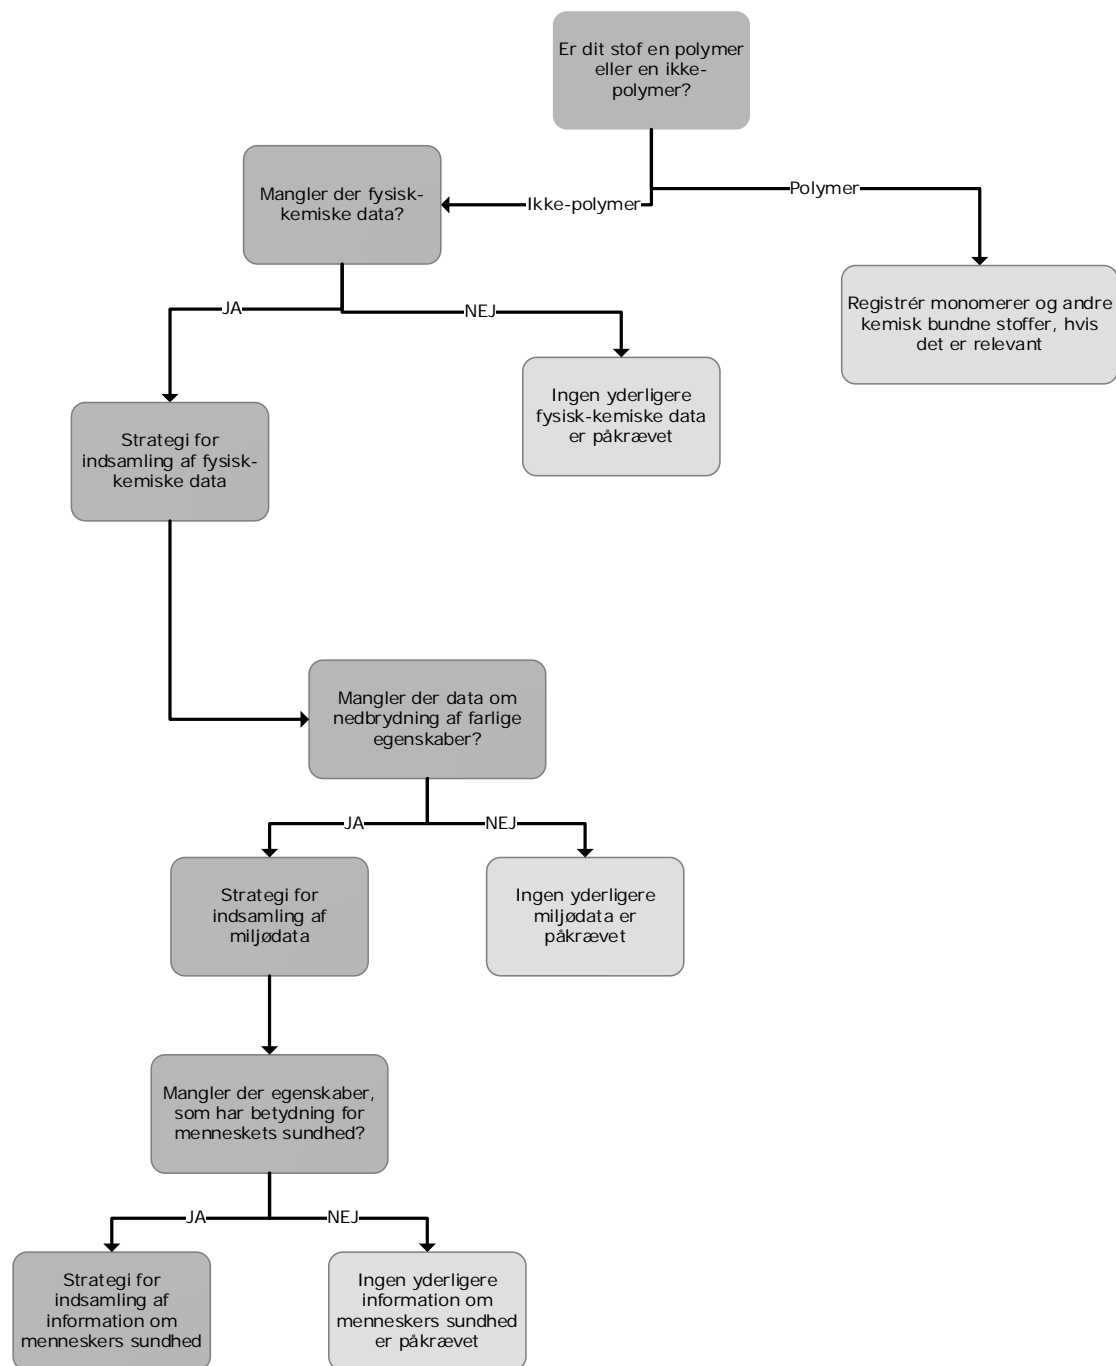 Er dit stof en polymer
eller en ikke-
polymer?
Mangler der fysisk-
kemiske data?
Ikke-polymer
Polymer
Registrér monomerer og andre
kemisk bundne stoffer, hvis
det er relevant
JA
NEJ
Ingen yderligere
fysisk-kemiske data
er påkrævet
Strategi for
indsamling af fysisk-
kemiske data
Mangler der data om
nedbrydning af farlige
egenskaber?
JA
NEJ
Strategi for
indsamling af
miljødata
Ingen yderligere
miljødata er
påkrævet
Mangler der egenskaber,
som har betydning for
menneskets sundhed?
JA
NEJ
Strategi for
indsamling af
information om
menneskers sundhed
Ingen yderligere
information om
menneskers sundhed
er påkrævet